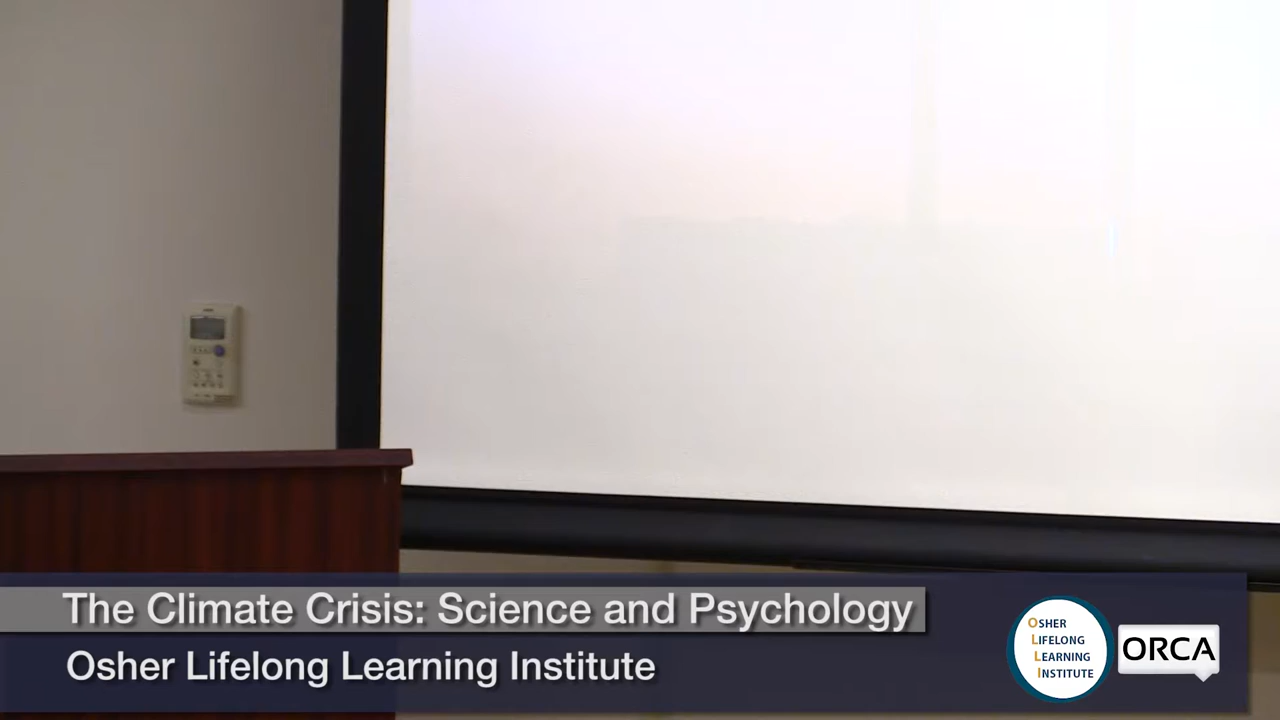 The Climate Crisis: Science and Psychology
Osher Lifelong Learning Institute
OSHER
LIFELONG
LEARNING
INSTITUTE
ORCA